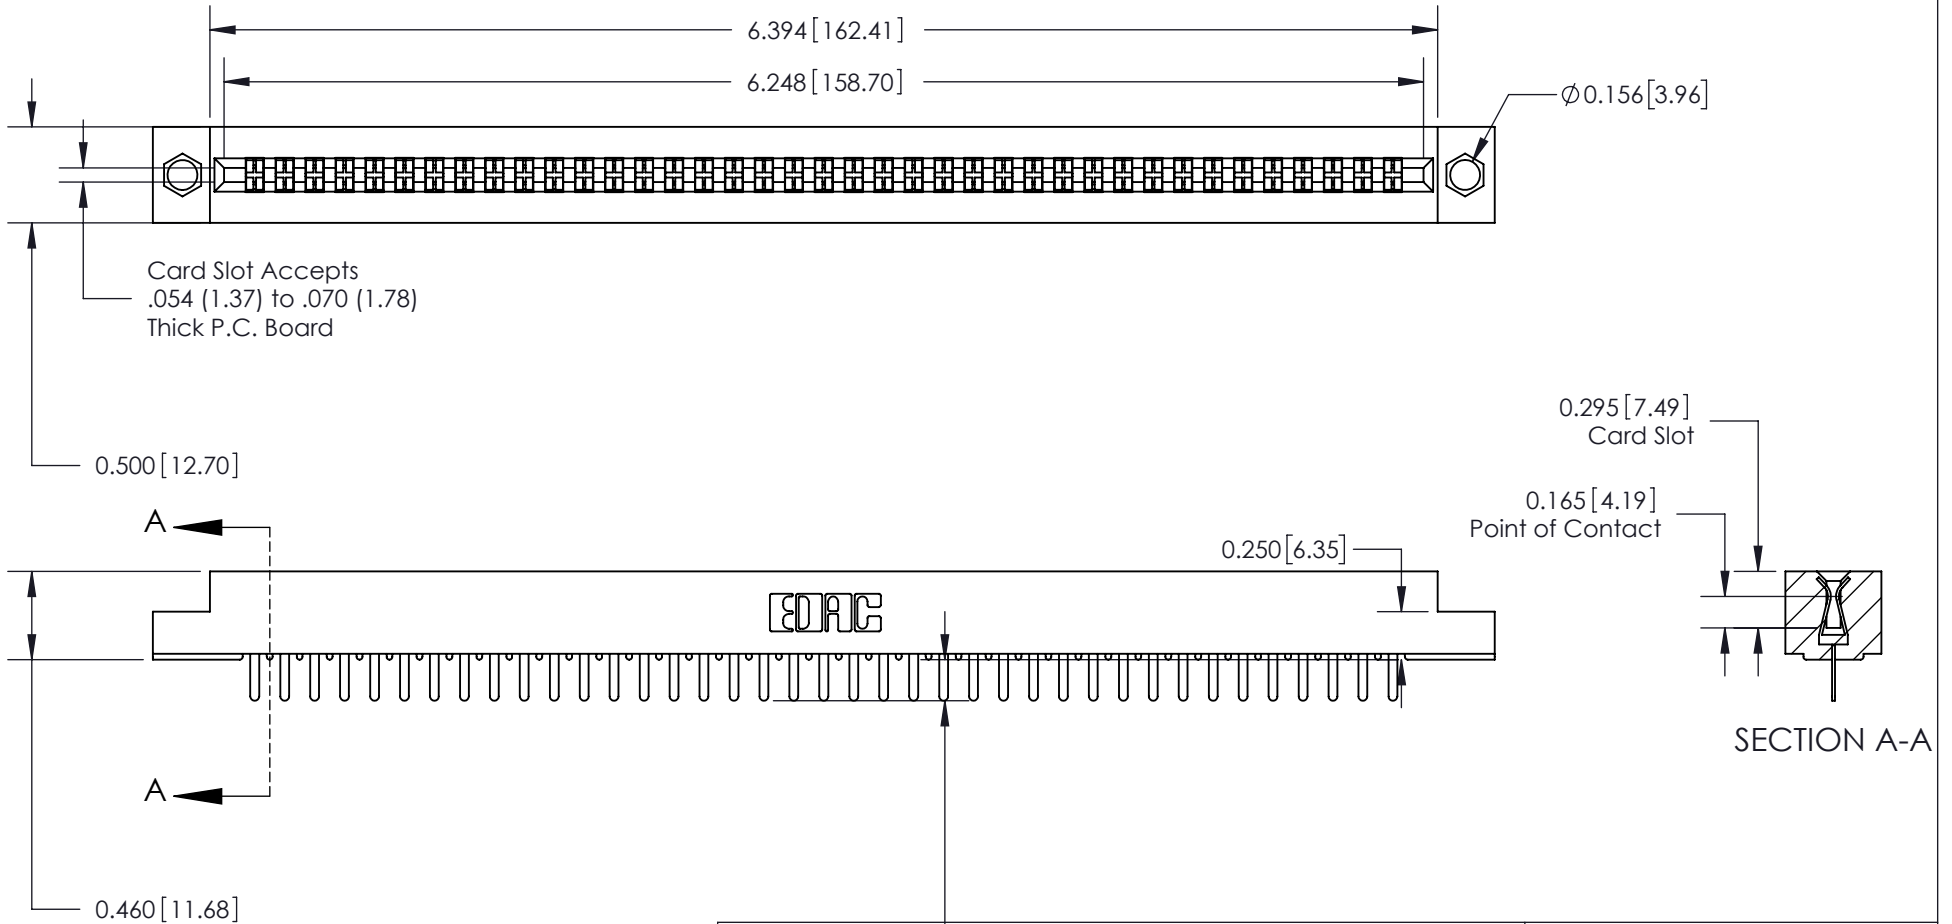 6.394[162.41]
6.248[158.70]
Ø0.156[3.96]
Card Slot Accepts
.054 (1.37) to .070 (1.78)
Thick P.C. Board
0.295[7.49]
Card Slot
0.500[12.70]
0.165[4.19]
Point of Contact
A
0.250[6.35]
EDAC
SECTION A-A
A
0.460[11.68]